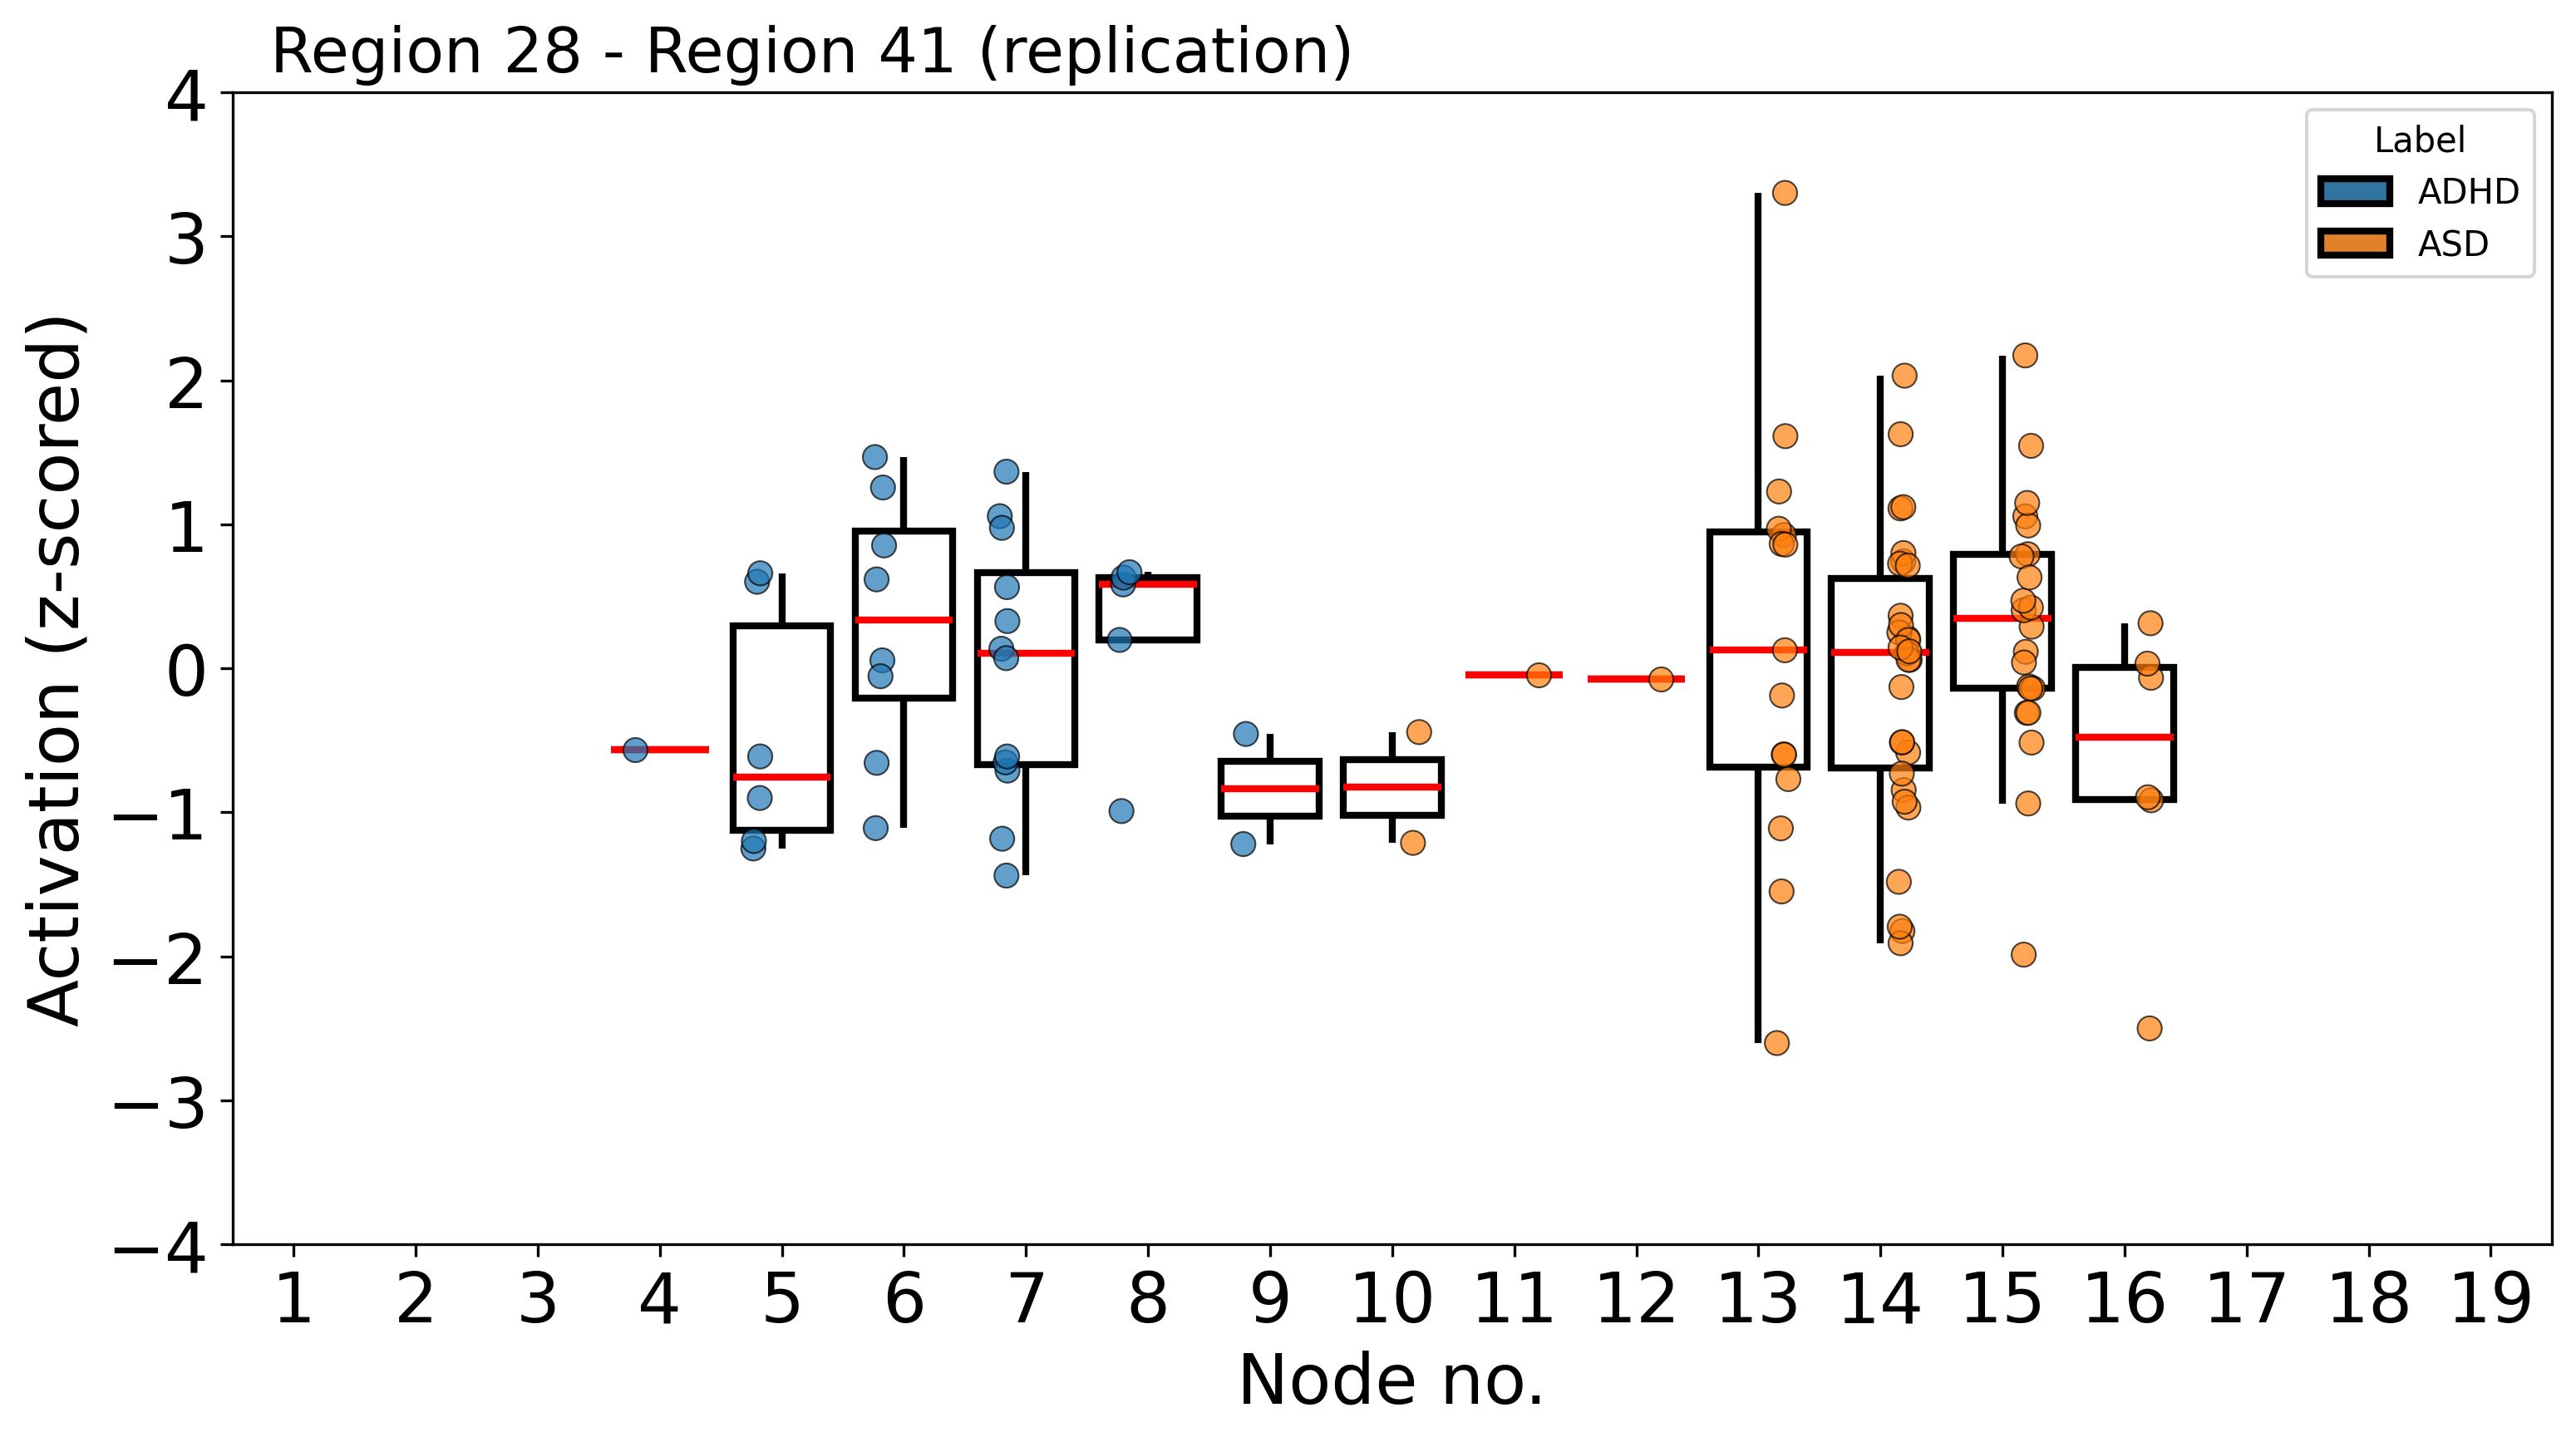 Region 28 - Region 41 (replication)
Activation (z-scored)
4
3
2
1
0
−1
−2
−3
−4
Label
ADHD
ASD
1 2 3 4 5 6 7 8 9 10 11 12 13 14 15 16 17 18 19
Node no.